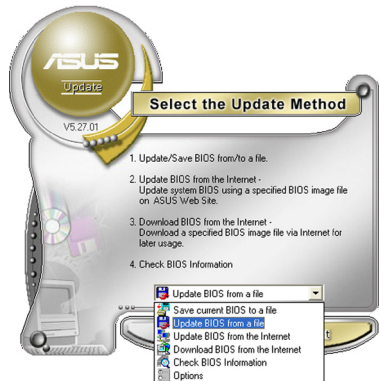 ASUS
Update
V5.27.01
Select the Update Method
1. Update/Save BIOS from/to a file.
2. Update BIOS from the Internet -
Update system BIOS using a specified BIOS image file
on ASUS Web Site.
3. Download BIOS from the Internet -
Download a specified BIOS image file via Internet for
later usage.
4. Check BIOS Information
Update BIOS from a file
Save current BIOS to a file
Update BIOS from a file
Update BIOS from the Internet
Download BIOS from the Internet
Check BIOS Information
Options